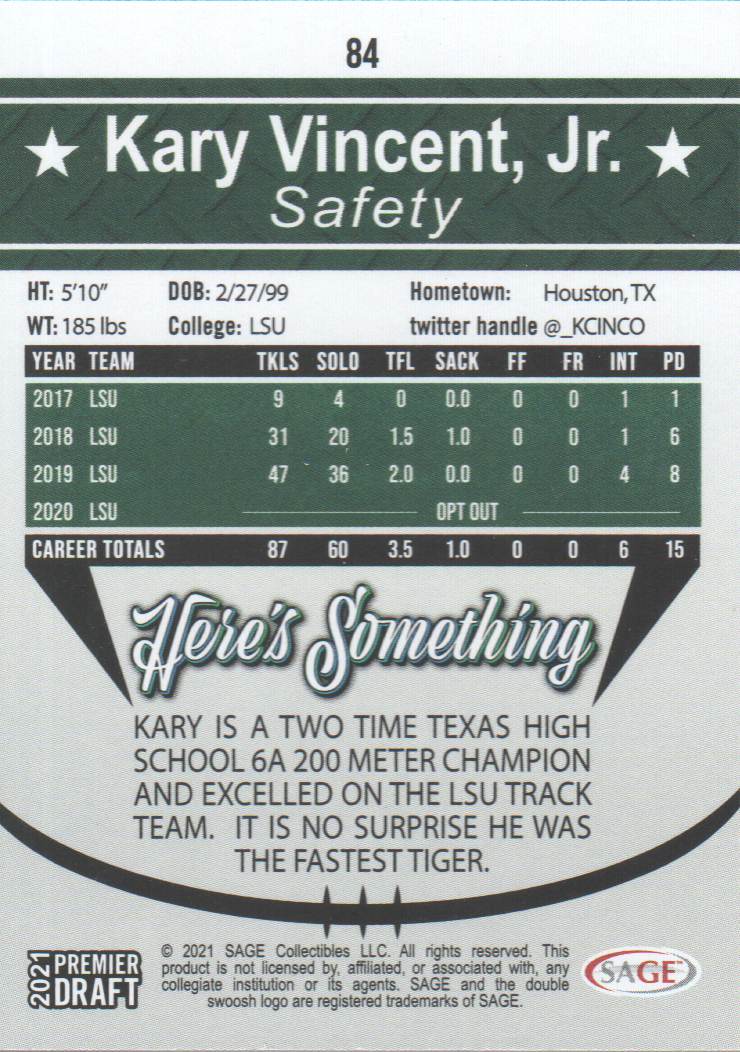 84
★ Kary Vincent, Jr. ★
Safety
HT: 5'10" DOB: 2/27/99 Hometown: Houston, TX
WT: 185 lbs College: LSU twitter handle @_KCINCO
YEAR TEAM TKLS SOLO TFL SACK FF FR INT PD
2017 LSU 9 4 0 0.0 0 0 1 1
2018 LSU 31 20 1.5 1.0 0 0 1 6
2019 LSU 47 36 2.0 0.0 0 0 4 8
2020 LSU OPT OUT
CAREER TOTALS 87 60 3.5 1.0 0 0 6 15
Here's Something
KARY IS A TWO TIME TEXAS HIGH
SCHOOL 6A 200 METER CHAMPION
AND EXCELLED ON THE LSU TRACK
TEAM. IT IS NO SURPRISE HE WAS
THE FASTEST TIGER.
2021 PREMIER
DRAFT
© 2021 SAGE Collectibles LLC. All rights reserved. This
product is not licensed by, affiliated, or associated with, any
collegiate institution or its agents. SAGE and the double
swoosh logo are registered trademarks of SAGE.
SAGE™